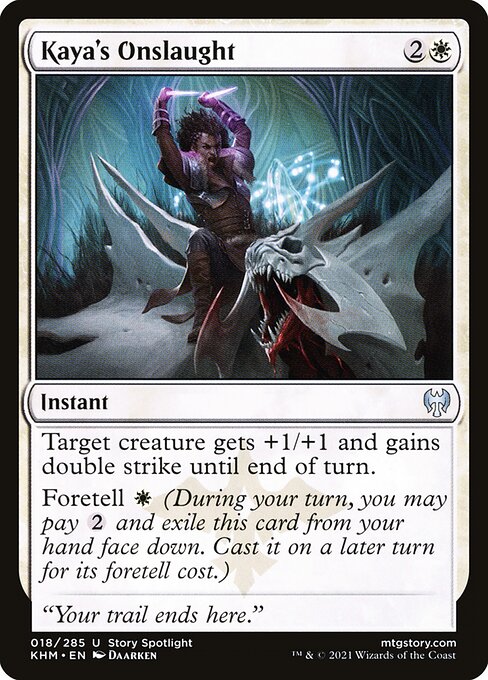 Kaya's Onslaught 2
Instant
Target creature gets +1/+1 and gains
double strike until end of turn.
Foretell (During your turn, you may
pay 2 and exile this card from your
hand face down. Cast it on a later turn
for its foretell cost.)
"Your trail ends here."
018/285 U Story Spotlight
mtgstory.com
KHM • EN Daarken
™ & © 2021 Wizards of the Coast